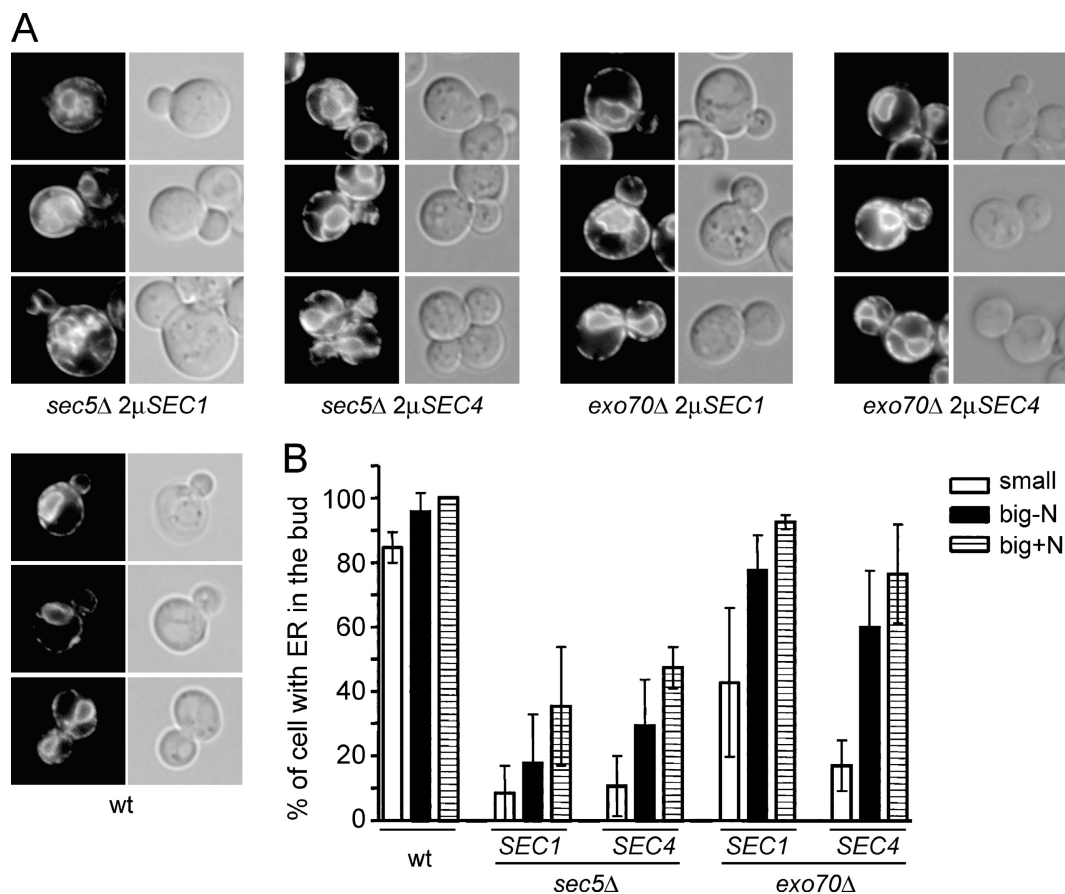 A
sec5Δ 2μSEC1
sec5Δ 2μSEC4
exo70Δ 2μSEC1
exo70Δ 2μSEC4
wt
B
% of cell with ER in the bud
100
80
60
40
20
0
small
big-N
big+N
wt
SEC1
SEC4
SEC1
SEC4
sec5Δ
exo70Δ